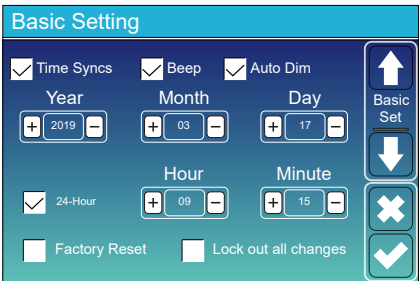 Basic Setting
Time Syncs Beep Auto Dim
Year Month Day
Basic Set
+ 2019 − + 03 − + 17 −
Hour Minute
24-Hour + 09 − + 15 −
Factory Reset Lock out all changes